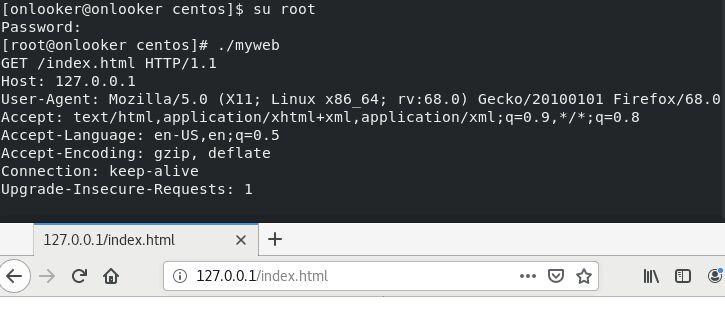 [onlooker@onlooker centos]$ su root
Password:
[root@onlooker centos]# ./myweb
GET /index.html HTTP/1.1
Host: 127.0.0.1
User-Agent: Mozilla/5.0 (X11; Linux x86_64; rv:68.0) Gecko/20100101 Firefox/68.0
Accept: text/html,application/xhtml+xml,application/xml;q=0.9,*/*;q=0.8
Accept-Language: en-US,en;q=0.5
Accept-Encoding: gzip, deflate
Connection: keep-alive
Upgrade-Insecure-Requests: 1
127.0.0.1/index.html
127.0.0.1/index.html